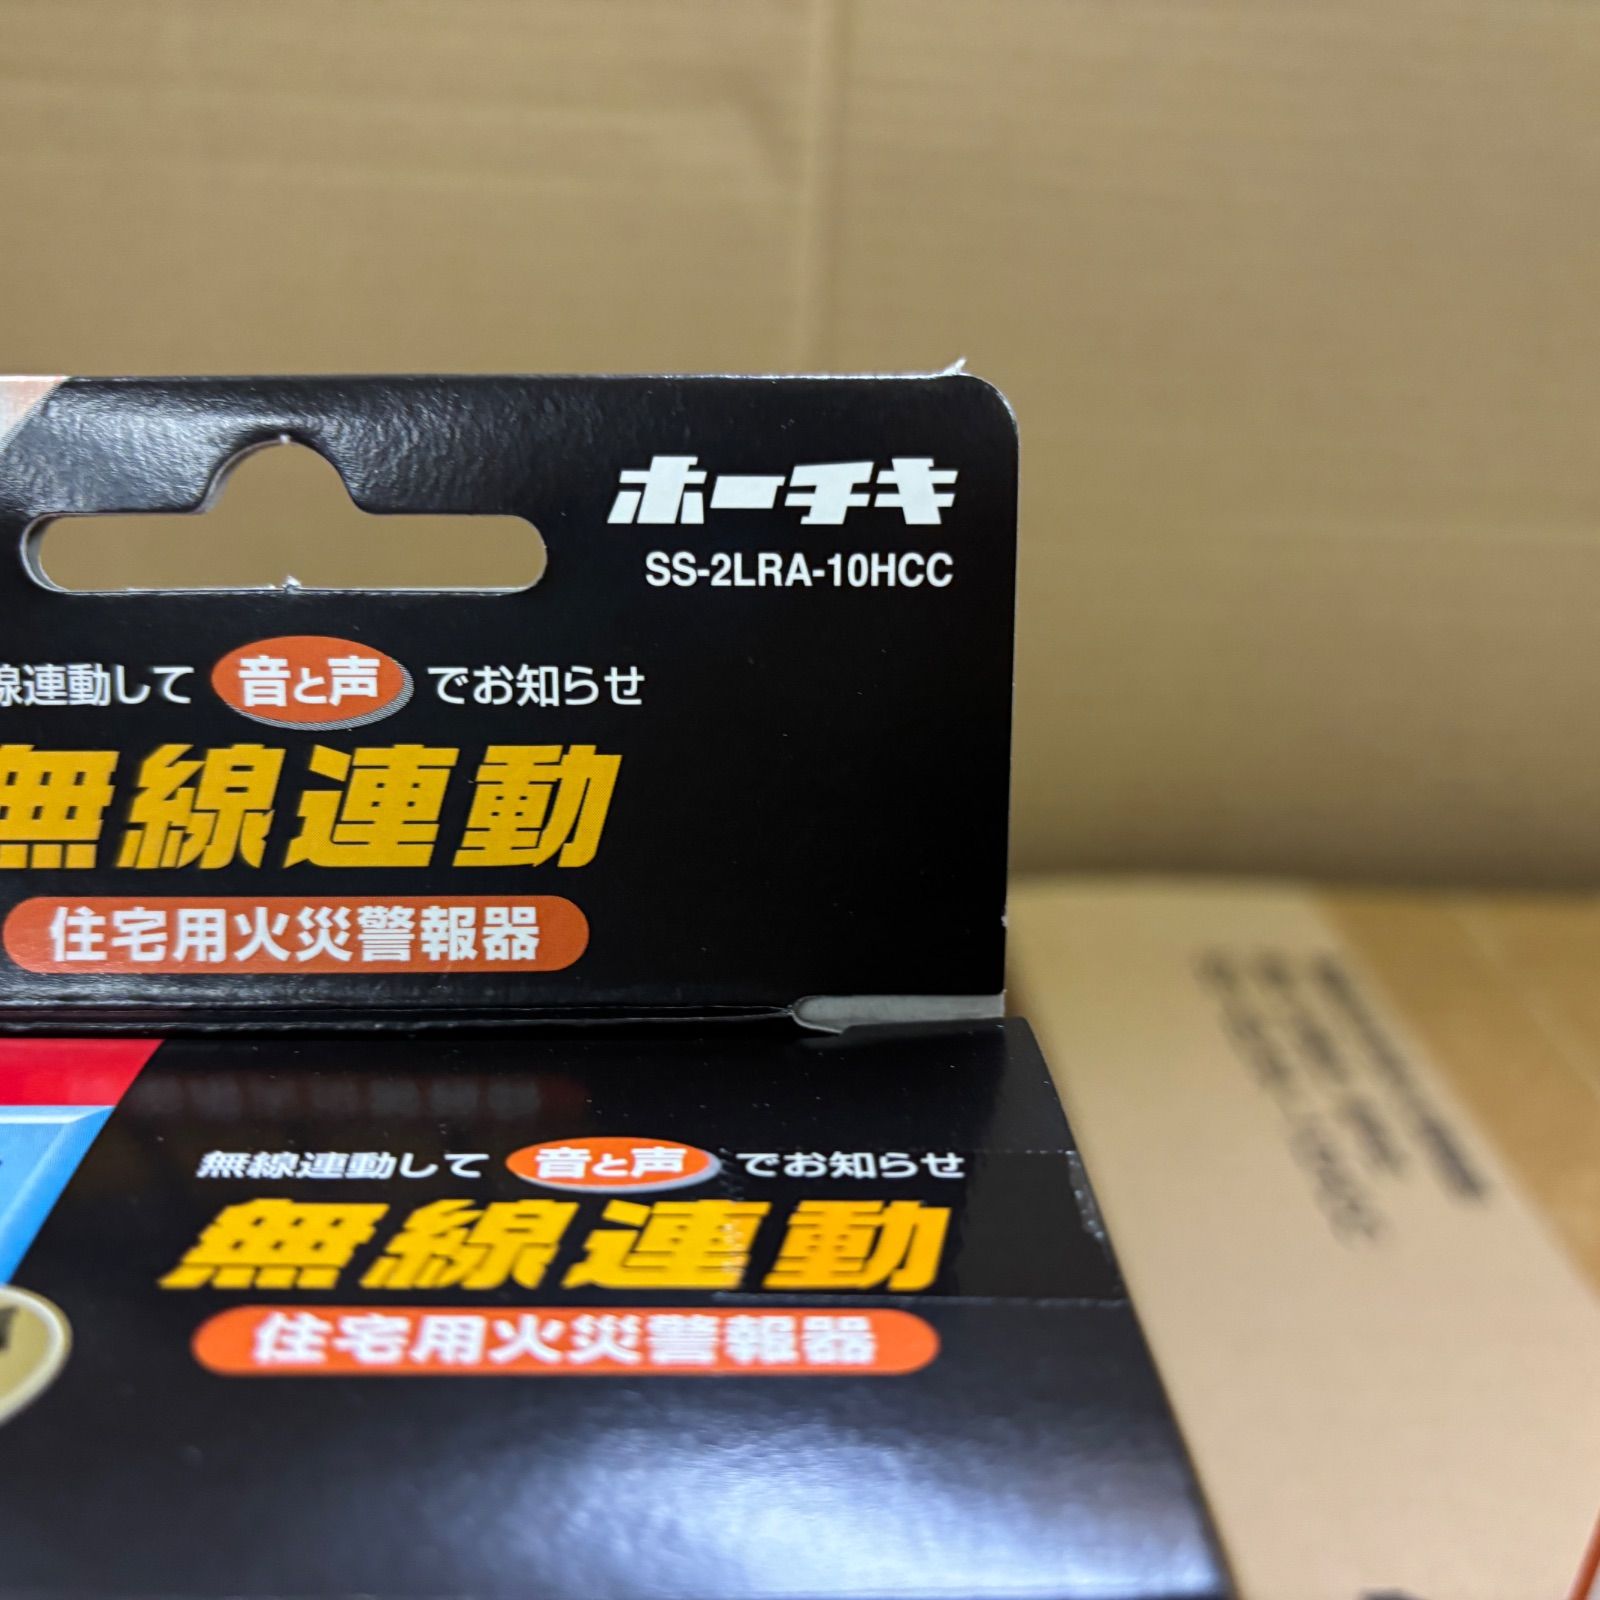 ホーチキ
SS-2LRA-10HCC
線連動して 音と声 でお知らせ
無線連動
住宅用火災警報器
無線連動して 音と声 でお知らせ
無線連動
住宅用火災警報器